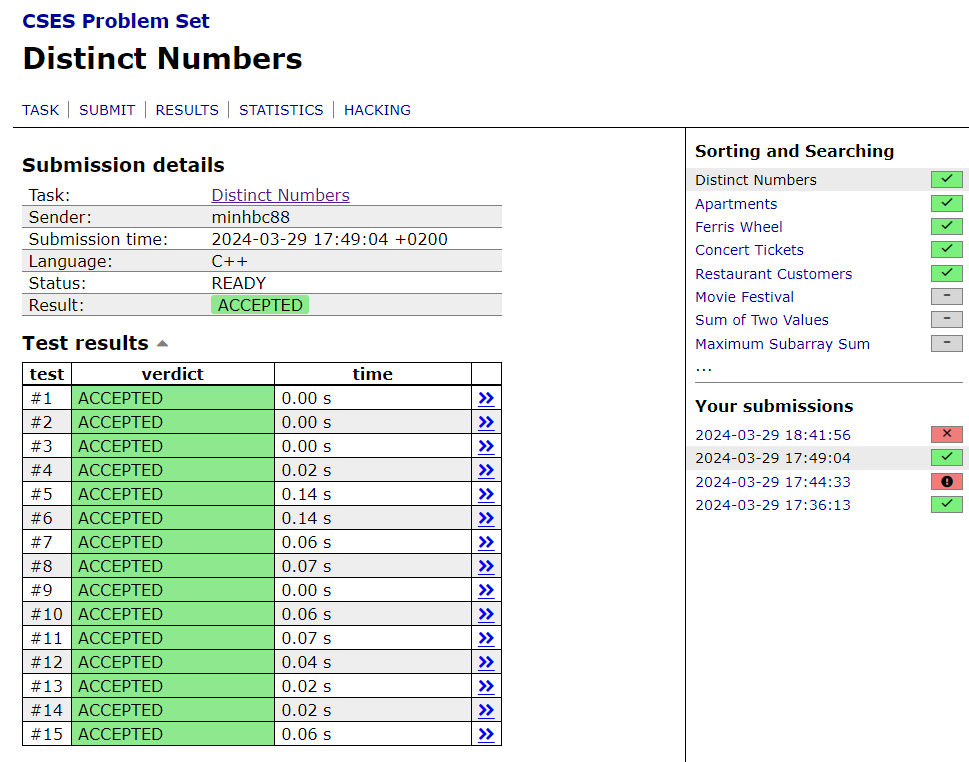 CSES Problem Set
Distinct Numbers
TASK | SUBMIT | RESULTS | STATISTICS | HACKING
Submission details
Task: Distinct Numbers
Sender: minhbc88
Submission time: 2024-03-29 17:49:04 +0200
Language: C++
Status: READY
Result: ACCEPTED
Test results
test verdict time
#1 ACCEPTED 0.00 s
#2 ACCEPTED 0.00 s
#3 ACCEPTED 0.00 s
#4 ACCEPTED 0.02 s
#5 ACCEPTED 0.14 s
#6 ACCEPTED 0.14 s
#7 ACCEPTED 0.06 s
#8 ACCEPTED 0.07 s
#9 ACCEPTED 0.00 s
#10 ACCEPTED 0.06 s
#11 ACCEPTED 0.07 s
#12 ACCEPTED 0.04 s
#13 ACCEPTED 0.02 s
#14 ACCEPTED 0.02 s
#15 ACCEPTED 0.06 s
Sorting and Searching
Distinct Numbers
Apartments
Ferris Wheel
Concert Tickets
Restaurant Customers
Movie Festival
Sum of Two Values
Maximum Subarray Sum
...
Your submissions
2024-03-29 18:41:56
2024-03-29 17:49:04
2024-03-29 17:44:33
2024-03-29 17:36:13